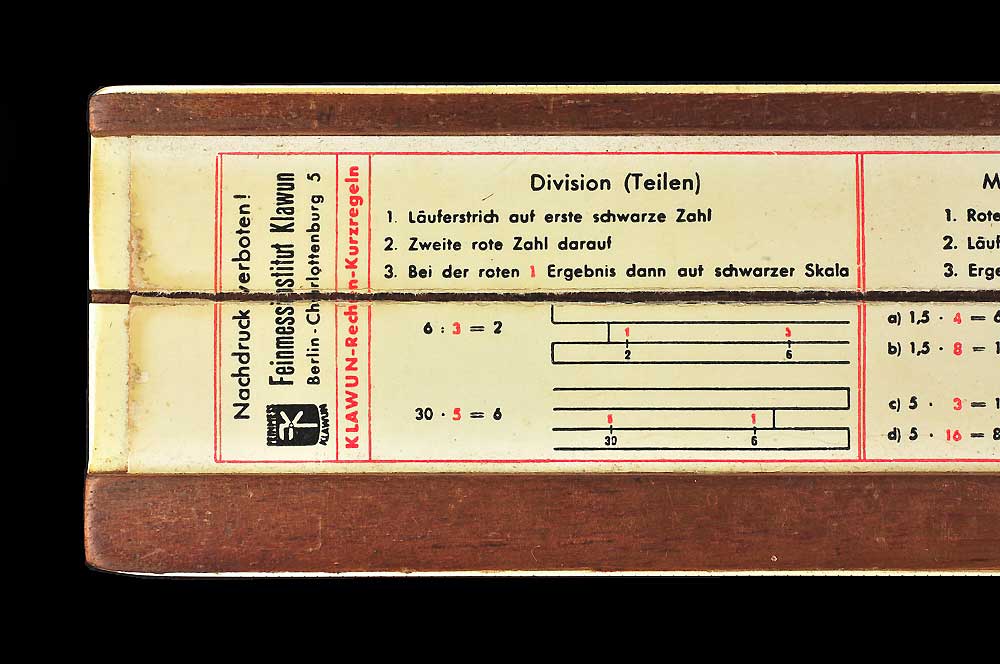 Nachdruck verboten!
Feinmessinstitut Klawun
Berlin-Charlottenburg 5
FEINMESS
KLAWUN
KLAWUN-Rechen-Kurzregeln
Division (Teilen)
1. Läuferstrich auf erste schwarze Zahl
2. Zweite rote Zahl darauf
3. Bei der roten 1 Ergebnis dann auf schwarzer Skala
6 : 3 = 2
1 3
2 6
30 · 5 = 6
5 1
30 6
M
1. Rote
2. Läuf
3. Erge
a) 1,5 · 4 = 6
b) 1,5 · 8 = 1
c) 5 · 3 = 1
d) 5 · 16 = 8